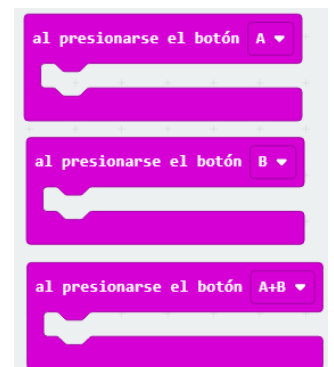 al presionarse el botón A
al presionarse el botón B
al presionarse el botón A+B